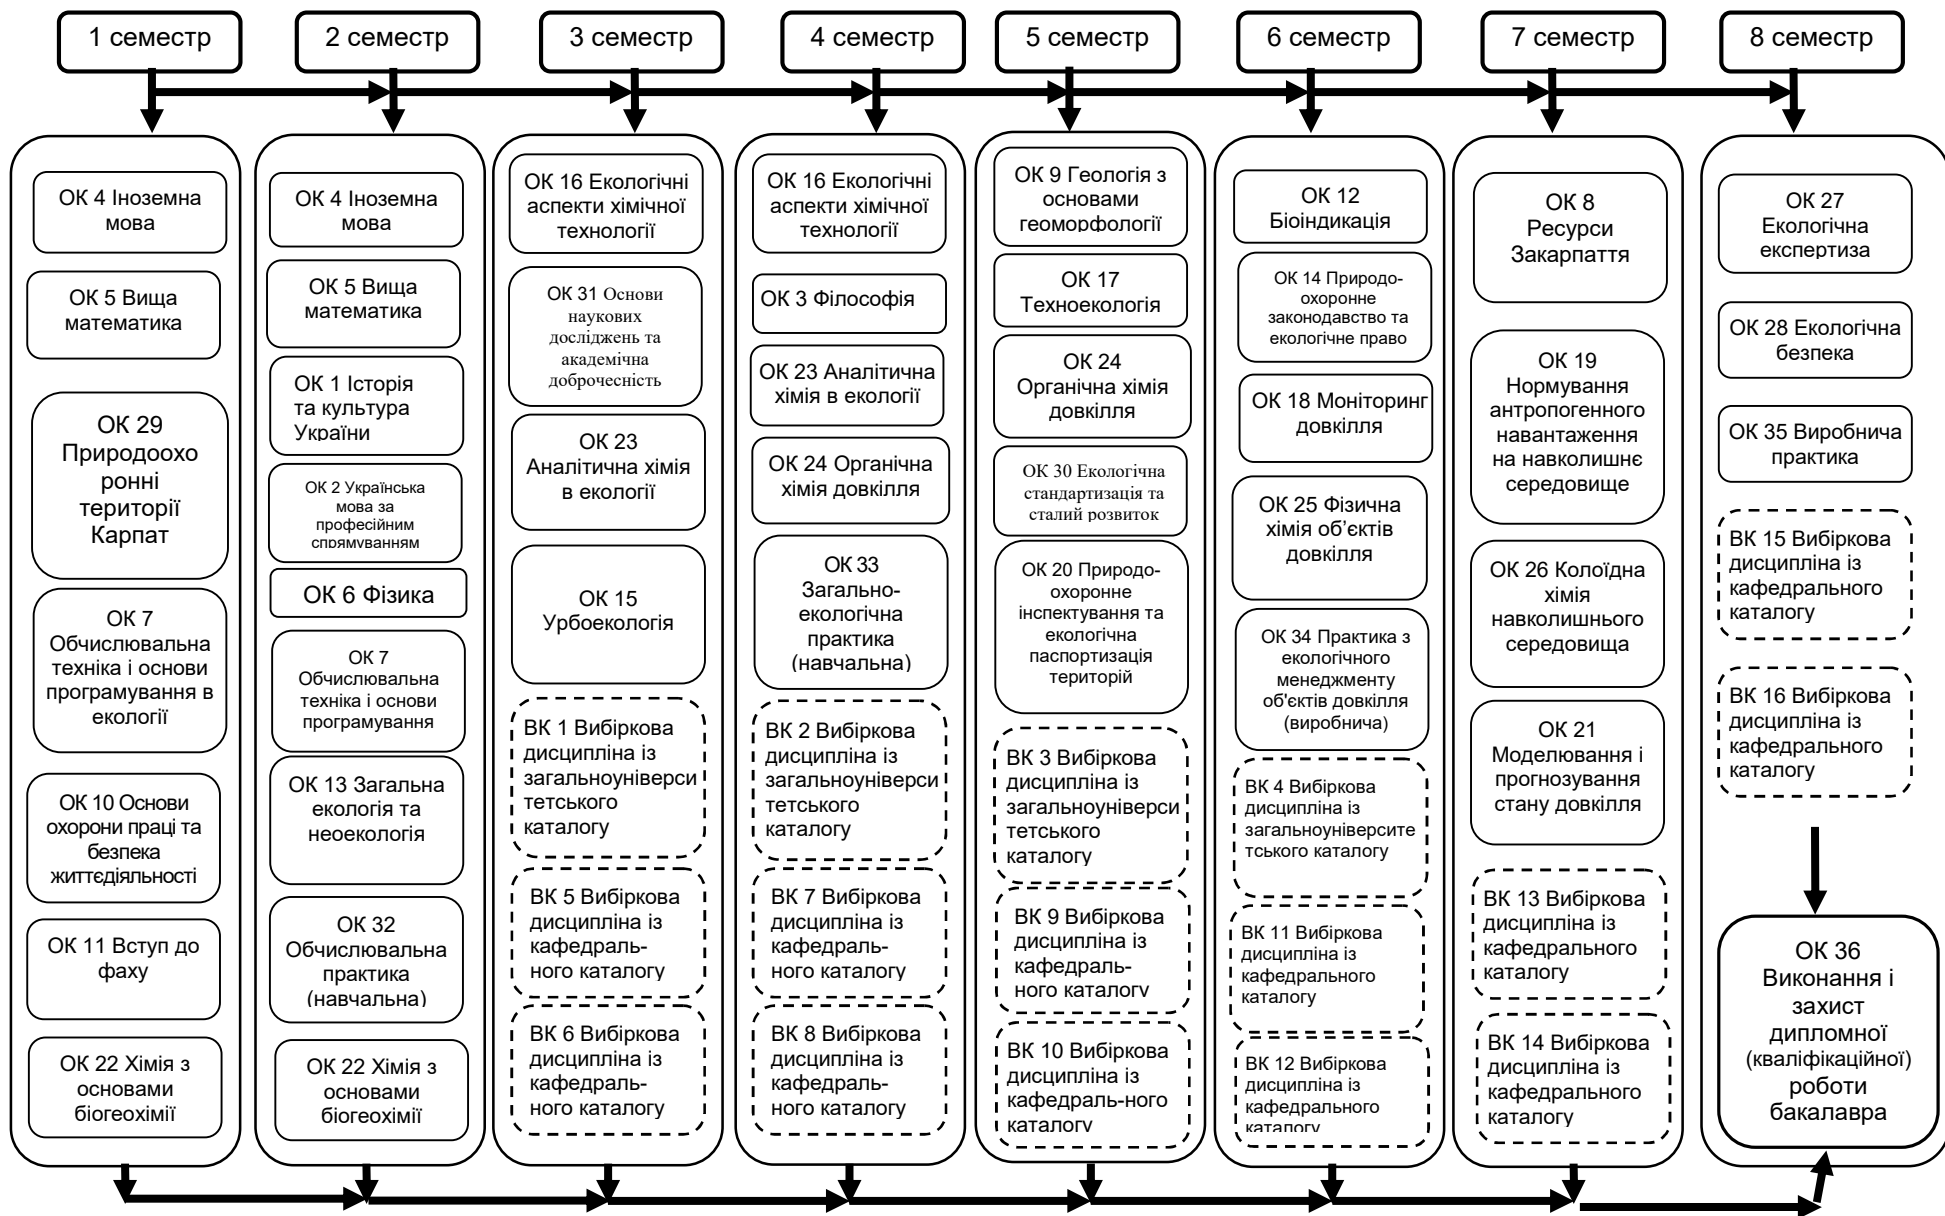 1 семестр
2 семестр
3 семестр
4 семестр
5 семестр
6 семестр
7 семестр
8 семестр
ОК 4 Іноземна
мова
ОК 5 Вища
математика
ОК 29
Природоохо
ронні
території
Карпат
ОК 7
Обчислювальна
техніка і основи
програмування в
екології
ОК 10 Основи
охорони праці та
безпека
життєдіяльності
ОК 11 Вступ до
фаху
ОК 22 Хімія з
основами
біогеохімії
ОК 4 Іноземна
мова
ОК 5 Вища
математика
ОК 1 Історія
та культура
України
ОК 2 Українська
мова за
професійним
спрямуванням
ОК 6 Фізика
ОК 7
Обчислювальна
техніка і основи
програмування
ОК 13 Загальна
екологія та
неоекологія
ОК 32
Обчислювальна
практика
(навчальна)
ОК 22 Хімія з
основами
біогеохімії
ОК 16 Екологічні
аспекти хімічної
технології
ОК 31 Основи
наукових
досліджень та
академічна
доброчесність
ОК 23
Аналітична хімія
в екології
ОК 15
Урбоекологія
ВК 1 Вибіркова
дисципліна із
загальноуніверси
тетського
каталогу
ВК 5 Вибіркова
дисципліна із
кафедраль-
ного каталогу
ВК 6 Вибіркова
дисципліна із
кафедраль-
ного каталогу
ОК 16 Екологічні
аспекти хімічної
технології
ОК 3 Філософія
ОК 23 Аналітична
хімія в екології
ОК 24 Органічна
хімія довкілля
ОК 33
Загально-
екологічна
практика
(навчальна)
ВК 2 Вибіркова
дисципліна із
загальноуніверси
тетського
каталогу
ВК 7 Вибіркова
дисципліна із
кафедраль-
ного каталогу
ВК 8 Вибіркова
дисципліна із
кафедраль-
ного каталогу
ОК 9 Геологія з
основами
геоморфології
ОК 17
Техноекологія
ОК 24
Органічна хімія
довкілля
ОК 30 Екологічна
стандартизація та
сталий розвиток
ОК 20 Природо-
охоронне
інспектування та
екологічна
паспортизація
територій
ВК 3 Вибіркова
дисципліна із
загальноуніверси
тетського
каталогу
ВК 9 Вибіркова
дисципліна із
кафедраль-
ного каталогу
ВК 10 Вибіркова
дисципліна із
кафедраль-ного
каталогу
ОК 12
Біоіндикація
ОК 14 Природо-
охоронне
законодавство та
екологічне право
ОК 18 Моніторинг
довкілля
ОК 25 Фізична
хімія об’єктів
довкілля
ОК 34 Практика з
екологічного
менеджменту
об'єктів довкілля
(виробнича)
ВК 4 Вибіркова
дисципліна із
загальноуніверсите
тського каталогу
ВК 11 Вибіркова
дисципліна із
кафедрального
каталогу
ВК 12 Вибіркова
дисципліна із
кафедрального
каталогу
ОК 8
Ресурси
Закарпаття
ОК 19
Нормування
антропогенного
навантаження
на навколишнє
середовище
ОК 26 Колоїдна
хімія
навколишнього
середовища
ОК 21
Моделювання і
прогнозування
стану довкілля
ВК 13 Вибіркова
дисципліна із
кафедрального
каталогу
ВК 14 Вибіркова
дисципліна із
кафедрального
каталогу
ОК 27
Екологічна
експертиза
ОК 28 Екологічна
безпека
ОК 35 Виробнича
практика
ВК 15 Вибіркова
дисципліна із
кафедрального
каталогу
ВК 16 Вибіркова
дисципліна із
кафедрального
каталогу
ОК 36
Виконання і
захист
дипломної
(кваліфікаційної)
роботи
бакалавра